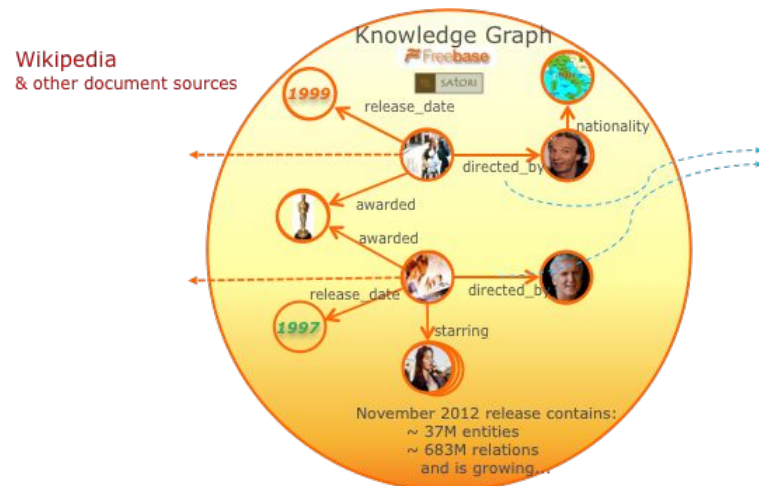 Knowledge Graph
Freebase
Wikipedia
& other document sources
SATORI
1999
release_date
nationality
directed_by
awarded
awarded
release_date
directed_by
1997
starring
November 2012 release contains:
~ 37M entities
~ 683M relations
and is growing...